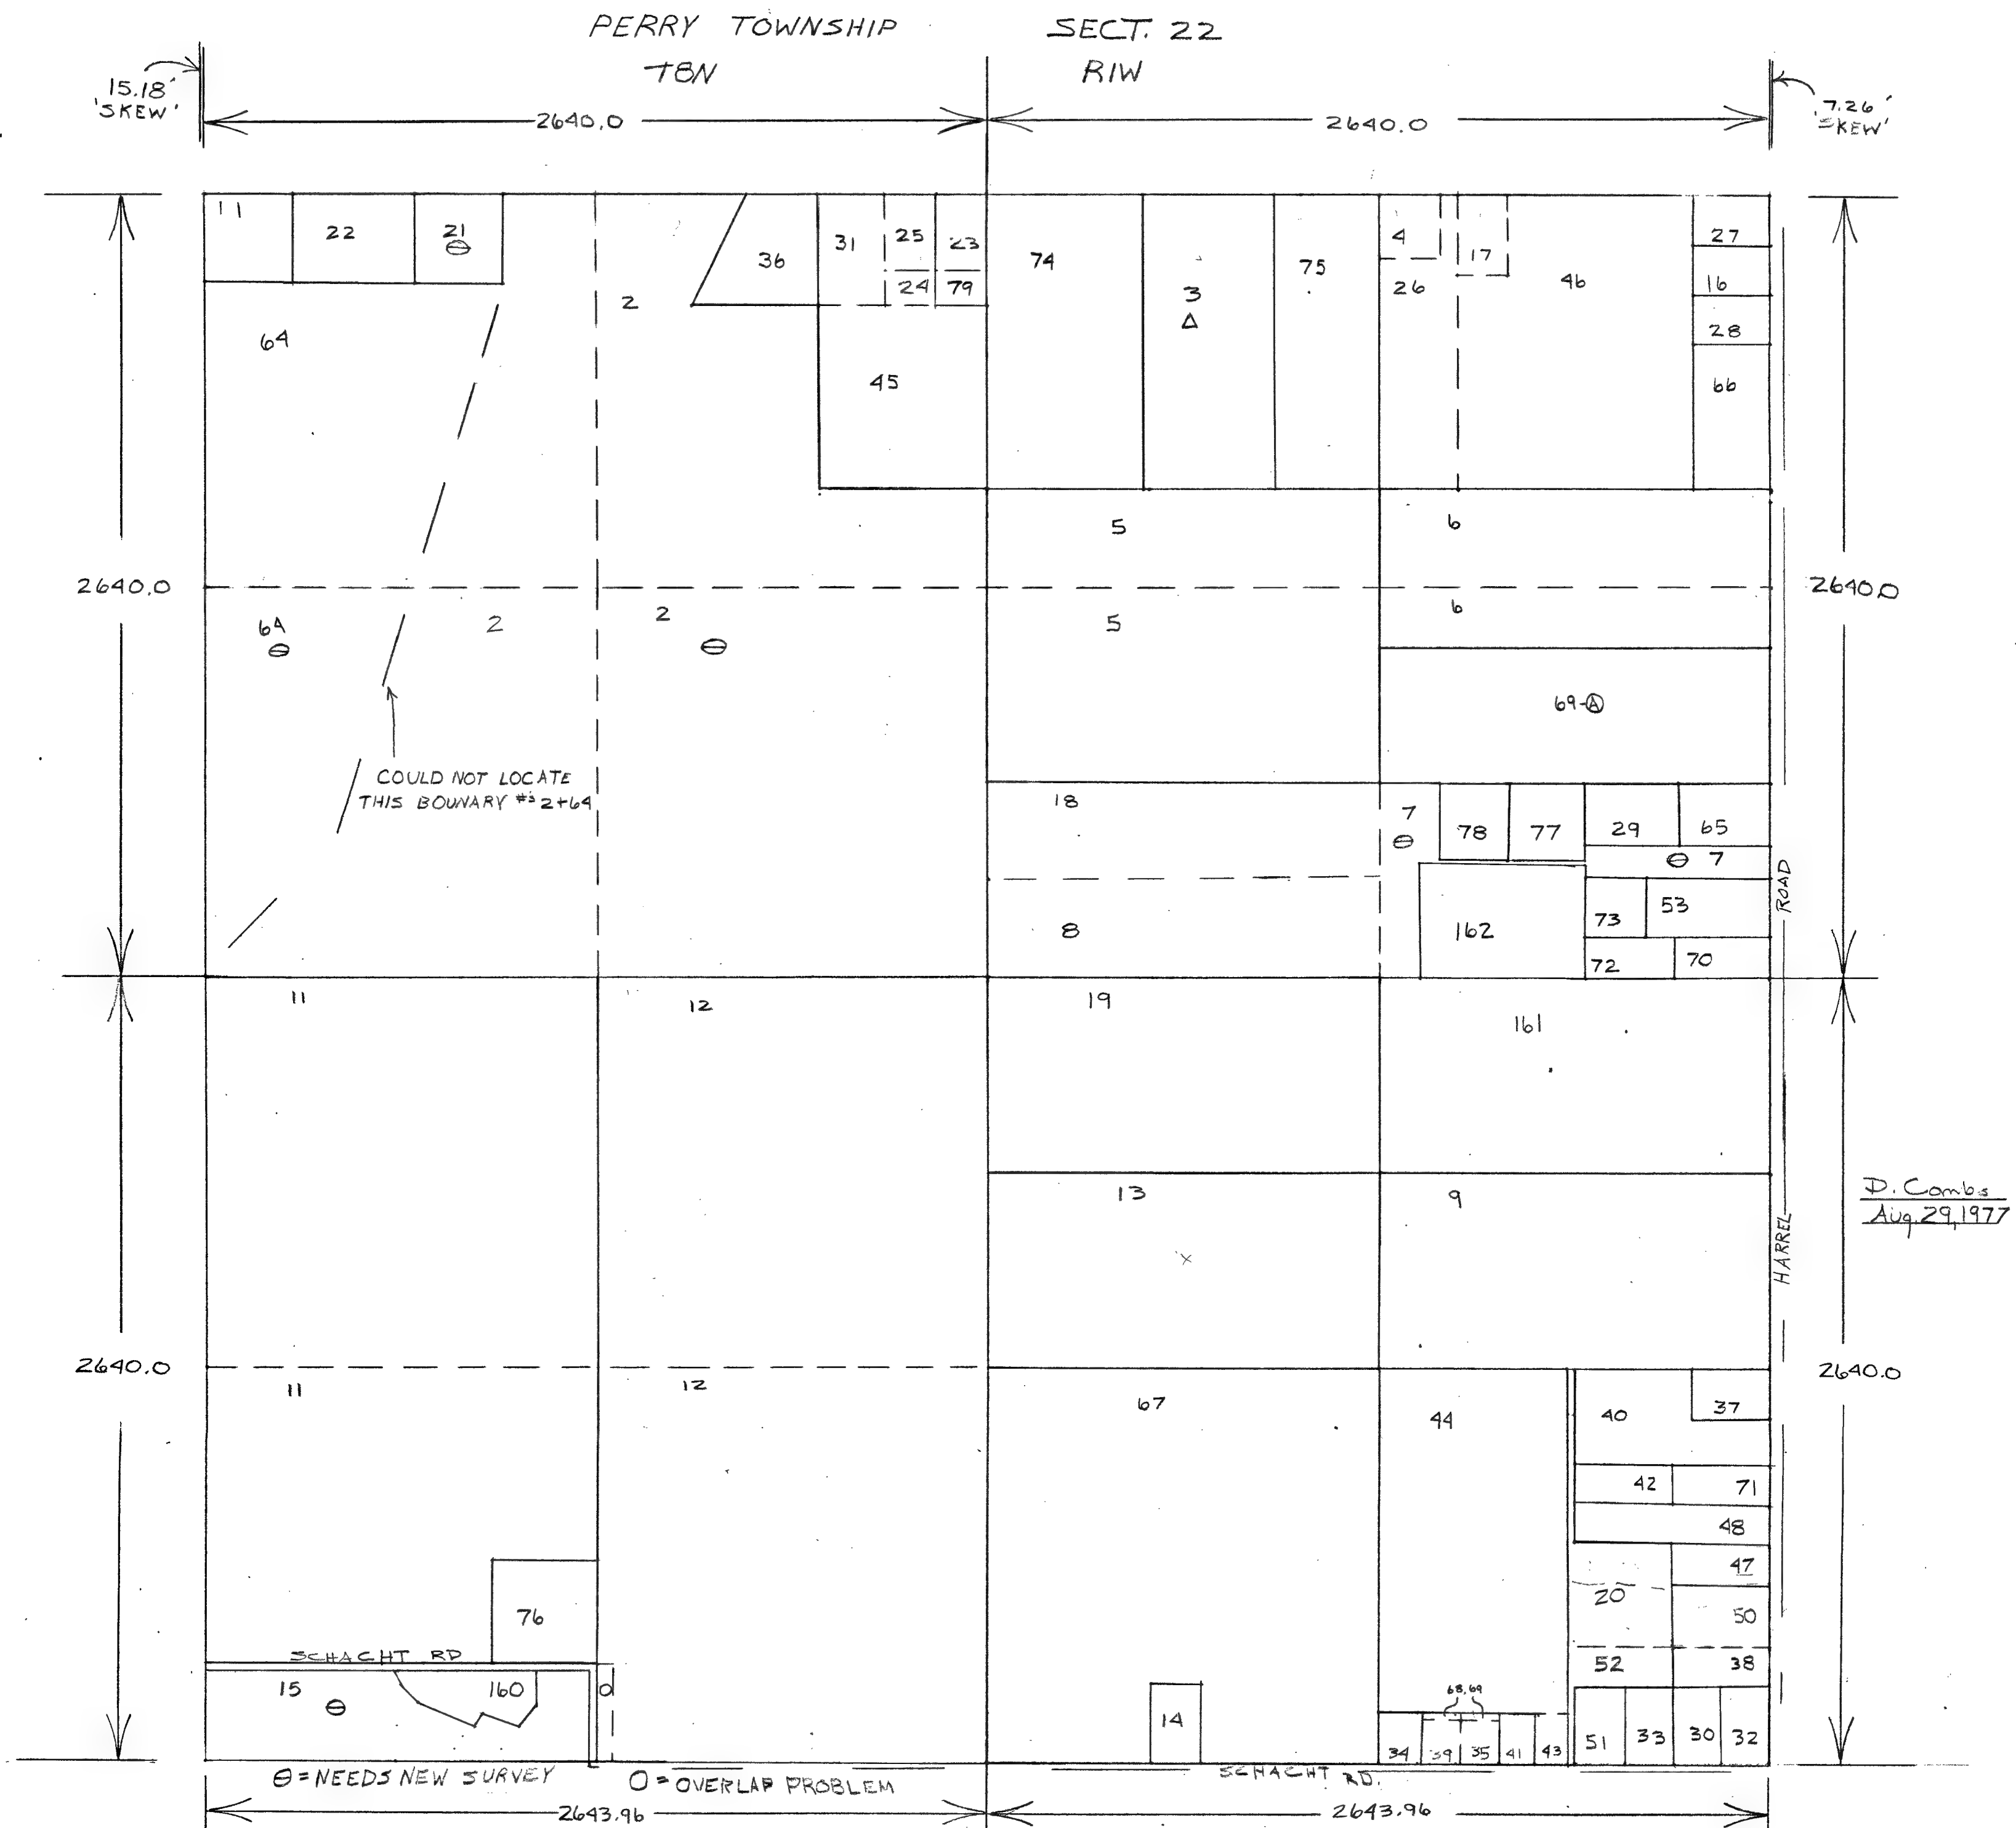 PERRY TOWNSHIP SECT. 22
T8N R1W
15.18'
'SKEW'
2640.0 2640.0
7.26'
'SKEW'
11 22 21 36 31 25 23 74 3 75 4 17 46 27
24 79 26 16
64 2 45 28
66
5 6
2640.0 2640.0
64 2 2 5 6
69-A
COULD NOT LOCATE
THIS BOUNARY #'s 2+64
18 7 78 77 29 65
7
8 162 73 53
72 70
ROAD
11 12 19 161
13 9
D. Combs
Aug. 29, 1977
HARREL
2640.0 2640.0
11 12 67 44 40 37
42 71
48
47
20
50
76
52 38
SCHACHT RD
15 160 O
68,69
14 34 39 35 41 43 51 33 30 32
ϴ = NEEDS NEW SURVEY O = OVERLAP PROBLEM
SCHACHT RD.
2643.96 2643.96